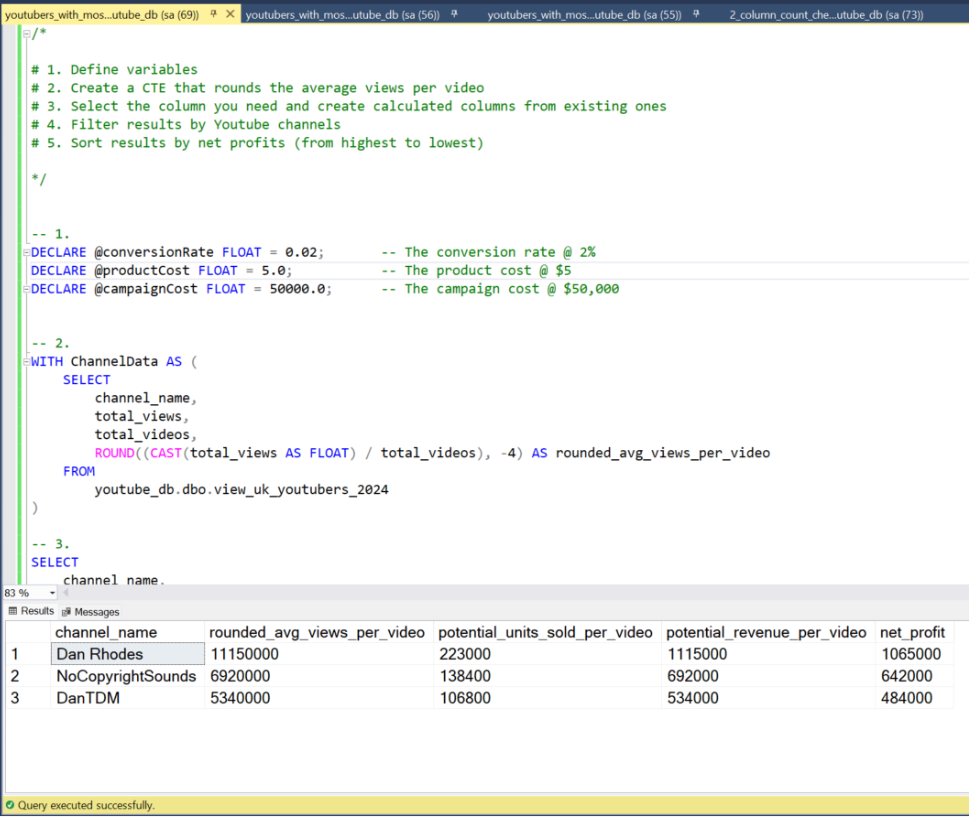 youtubers_with_mos...utube_db (sa (69)) youtubers_with_mos...utube_db (sa (56)) youtubers_with_mos...utube_db (sa (55)) 2_column_count_che...utube_db (sa (73))
/*
# 1. Define variables
# 2. Create a CTE that rounds the average views per video
# 3. Select the column you need and create calculated columns from existing ones
# 4. Filter results by Youtube channels
# 5. Sort results by net profits (from highest to lowest)
*/
-- 1.
DECLARE @conversionRate FLOAT = 0.02; -- The conversion rate @ 2%
DECLARE @productCost FLOAT = 5.0; -- The product cost @ $5
DECLARE @campaignCost FLOAT = 50000.0; -- The campaign cost @ $50,000
-- 2.
WITH ChannelData AS (
SELECT
channel_name,
total_views,
total_videos,
ROUND((CAST(total_views AS FLOAT) / total_videos), -4) AS rounded_avg_views_per_video
FROM
youtube_db.dbo.view_uk_youtubers_2024
)
-- 3.
SELECT
channel_name,
83 %
Results Messages
channel_name rounded_avg_views_per_video potential_units_sold_per_video potential_revenue_per_video net_profit
1 Dan Rhodes 11150000 223000 1115000 1065000
2 NoCopyrightSounds 6920000 138400 692000 642000
3 DanTDM 5340000 106800 534000 484000
Query executed successfully.